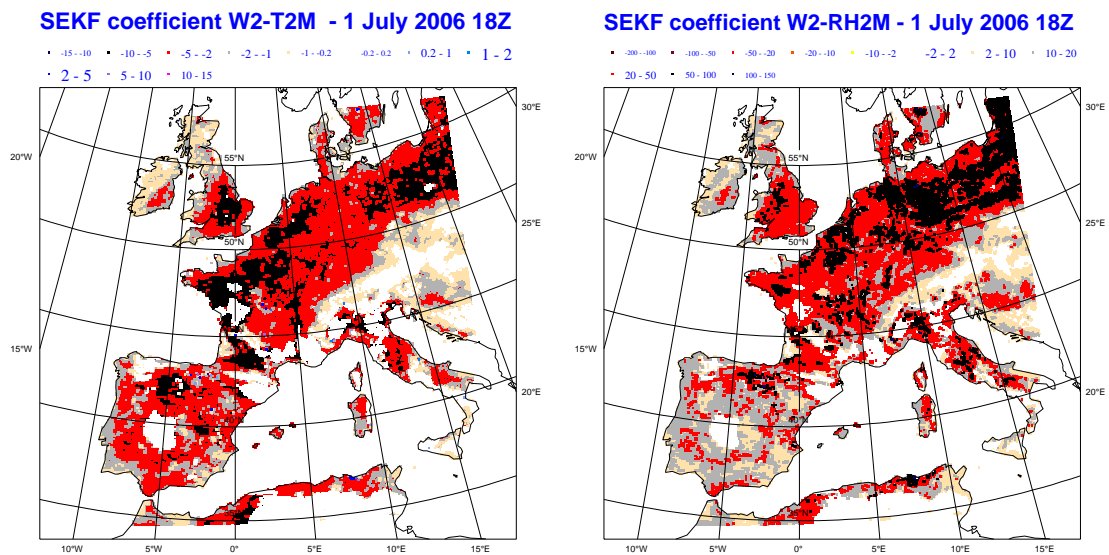 SEKF coefficient W2-T2M - 1 July 2006 18Z
-15 - -10 -10 - -5 -5 - -2 -2 - -1 -1 - -0.2 -0.2 - 0.2 0.2 - 1 1 - 2
2 - 5 5 - 10 10 - 15
20°W
15°W
55°N
50°N
40°N
35°N
30°E
25°E
20°E
10°W 5°W 0° 5°E 10°E 15°E
SEKF coefficient W2-RH2M - 1 July 2006 18Z
-200 - -100 -100 - -50 -50 - -20 -20 - -10 -10 - -2 -2 - 2 2 - 10 10 - 20
20 - 50 50 - 100 100 - 150
20°W
15°W
55°N
50°N
40°N
35°N
30°E
25°E
20°E
10°W 5°W 0° 5°E 10°E 15°E